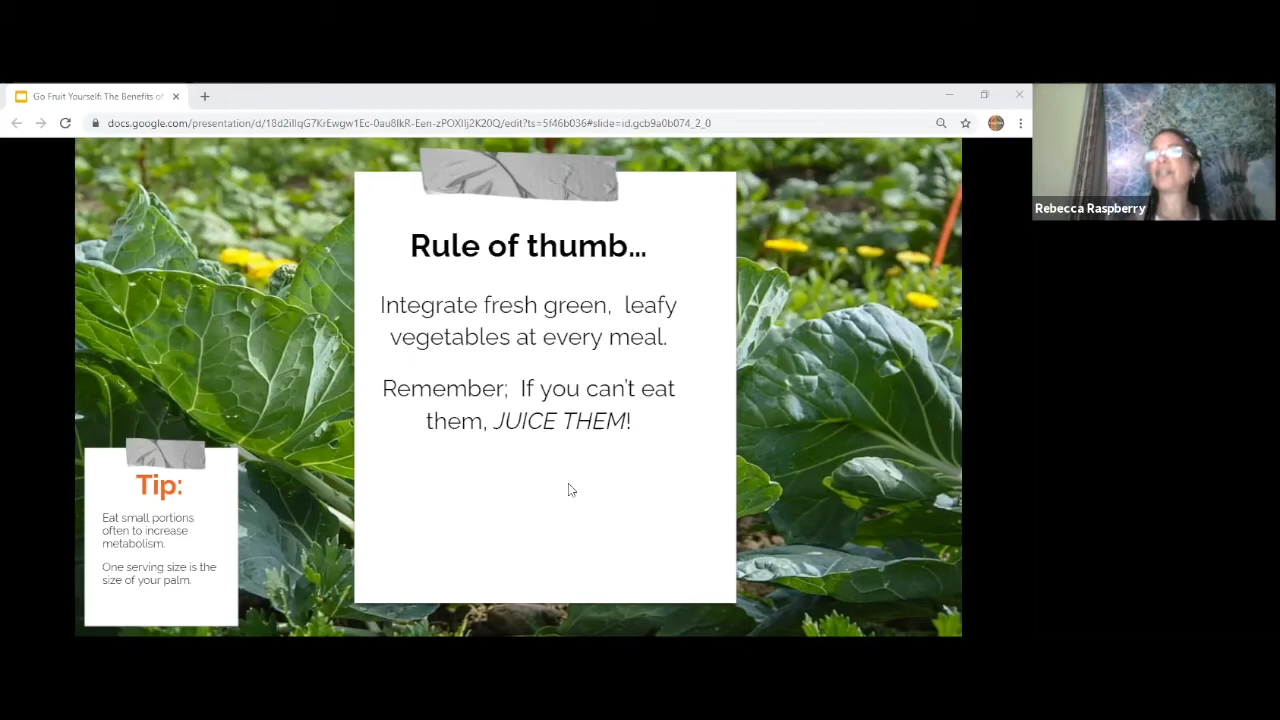 Go Fruit Yourself: The Benefits of
docs.google.com/presentation/d/18d2iIlqG7KrEwgw1Ec-0au8lkR-Een-zPOXIIj2K20Q/edit?ts=5f46b036#slide=id.gcb9a0b074_2_0
Rebecca Raspberry
Rule of thumb...
Integrate fresh green, leafy
vegetables at every meal.
Remember; If you can't eat
them, JUICE THEM!
Tip:
Eat small portions
often to increase
metabolism.
One serving size is the
size of your palm.